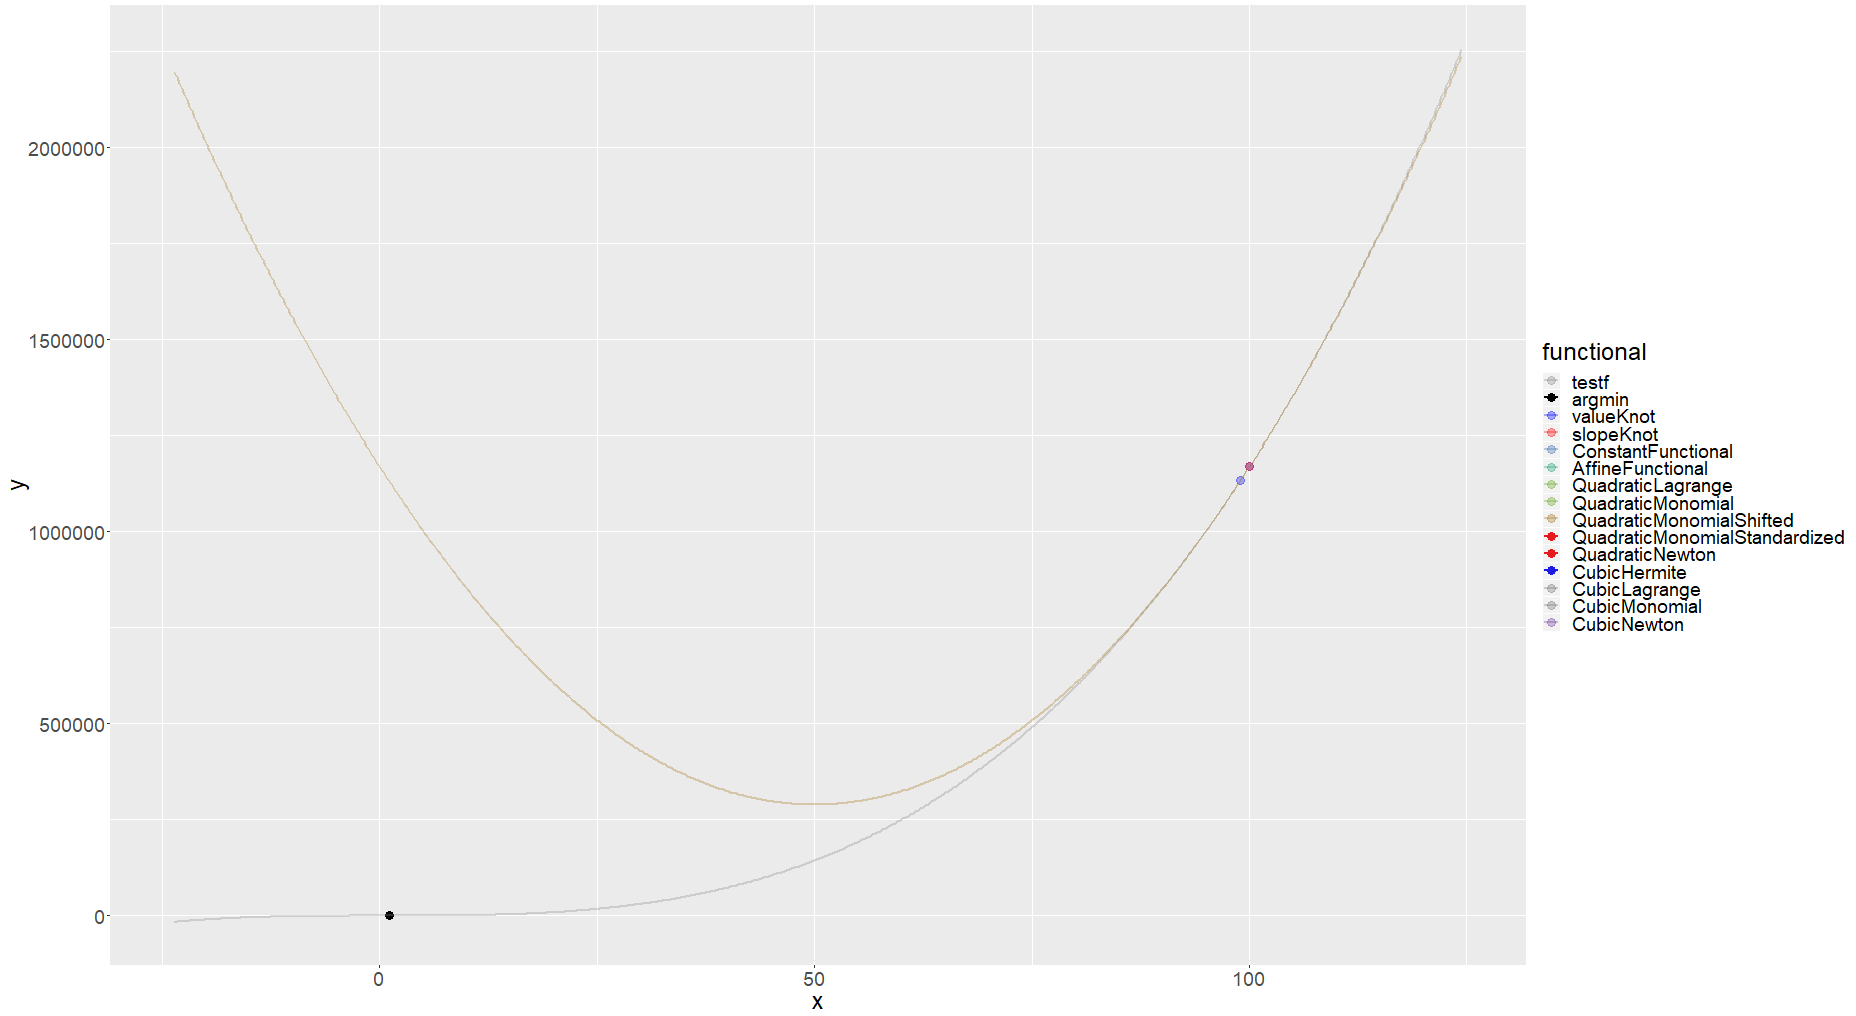 2000000
1500000
1000000
500000
0
y
0
50
100
x
functional
testf
argmin
valueKnot
slopeKnot
ConstantFunctional
AffineFunctional
QuadraticLagrange
QuadraticMonomial
QuadraticMonomialShifted
QuadraticMonomialStandardized
QuadraticNewton
CubicHermite
CubicLagrange
CubicMonomial
CubicNewton